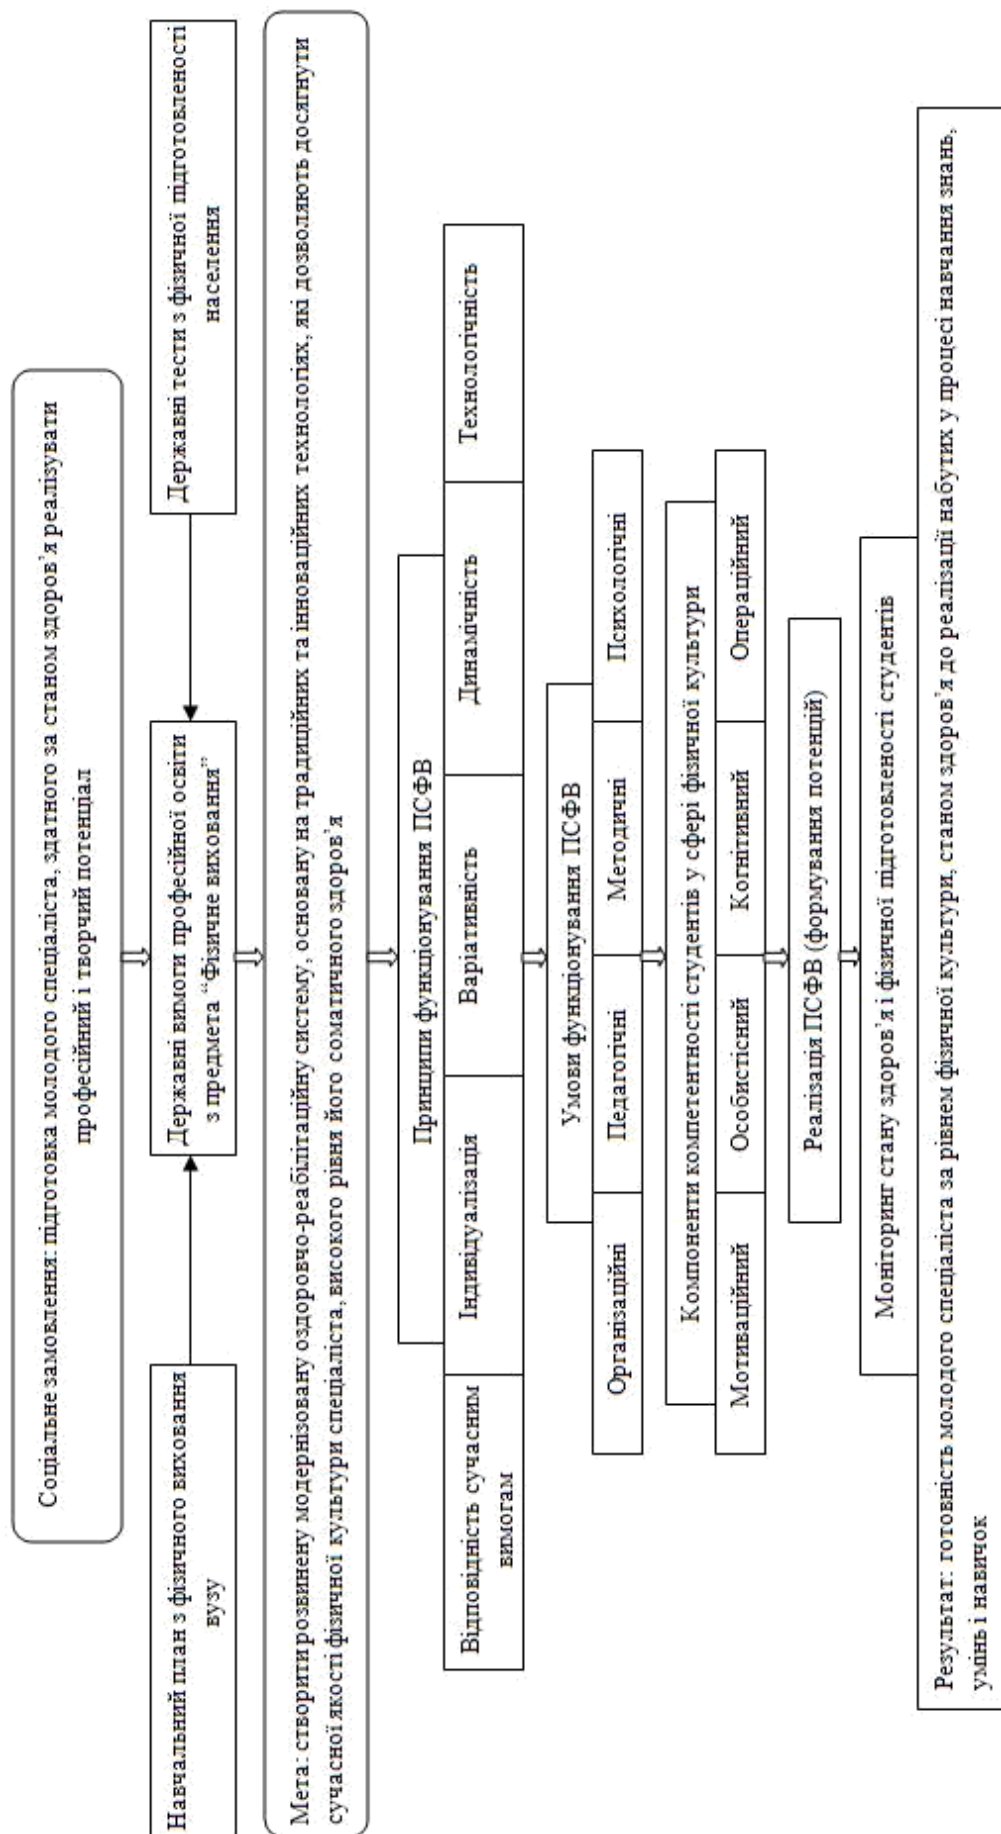 Соціальне замовлення: підготовка молодого спеціаліста, здатного за станом здоров’я реалізувати
професійний і творчий потенціал
Навчальний план з фізичного виховання
вузу
Державні вимоги професійної освіти
з предмета “Фізичне виховання”
Державні тести з фізичної підготовленості
населення
Мета: створити розвинену модернізовану оздоровчо-реабілітаційну систему, основану на традиційних та інноваційних технологіях, які дозволяють досягнути
сучасної якості фізичної культури спеціаліста, високого рівня його соматичного здоров’я
Принципи функціонування ПСФВ
Відповідність сучасним
вимогам
Індивідуалізація
Варіативність
Динамічність
Технологічність
Умови функціонування ПСФВ
Організаційні
Педагогічні
Методичні
Психологічні
Компоненти компетентності студентів у сфері фізичної культури
Мотиваційний
Особистісний
Когнітивний
Операційний
Реалізація ПСФВ (формування потенцій)
Моніторинг стану здоров’я і фізичної підготовленості студентів
Результат: готовність молодого спеціаліста за рівнем фізичної культури, станом здоров’я до реалізації набутих у процесі навчання знань,
умінь і навичок